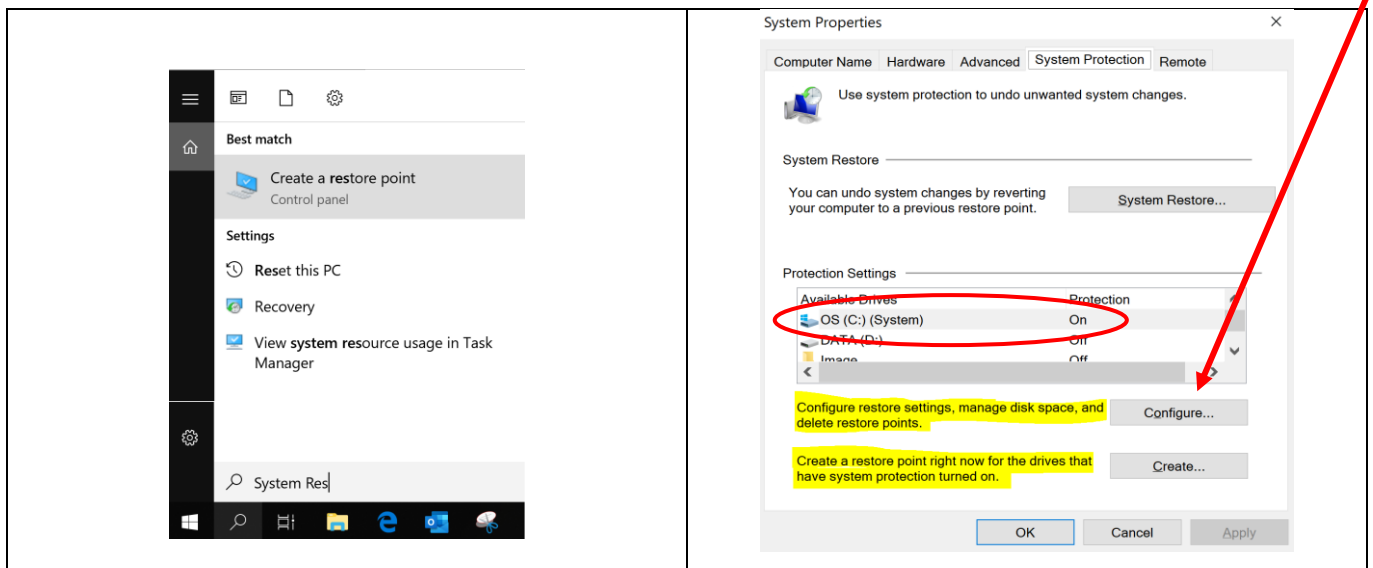 Best match
Create a restore point
Control panel
Settings
Reset this PC
Recovery
View system resource usage in Task
Manager
System Res
System Properties
Computer Name Hardware Advanced System Protection Remote
Use system protection to undo unwanted system changes.
System Restore
You can undo system changes by reverting
your computer to a previous restore point.
System Restore...
Protection Settings
Available Drives Protection
OS (C:) (System) On
DATA (D:) Off
Image Off
Configure restore settings, manage disk space, and
delete restore points.
Configure...
Create a restore point right now for the drives that
have system protection turned on.
Create...
OK Cancel Apply